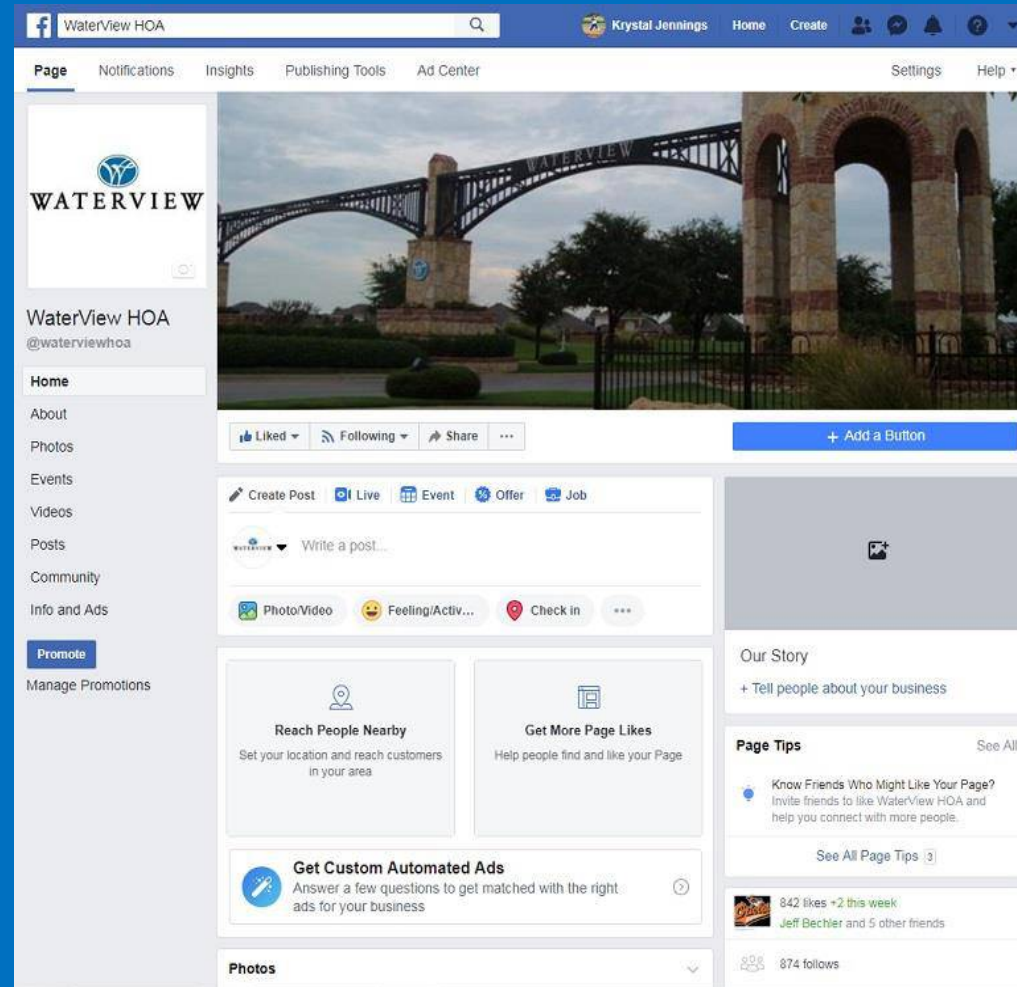 WaterView HOA
Krystal Jennings Home Create
Page Notifications Insights Publishing Tools Ad Center Settings Help
WATERVIEW
WATERVIEW
WaterView HOA
@waterviewhoa
Home
About
Photos
Events
Videos
Posts
Community
Info and Ads
Promote
Manage Promotions
Liked Following Share ...
+ Add a Button
Create Post Live Event Offer Job
Write a post...
Photo/Video Feeling/Activ... Check in ...
Reach People Nearby
Set your location and reach customers
in your area
Get More Page Likes
Help people find and like your Page
Get Custom Automated Ads
Answer a few questions to get matched with the right
ads for your business
Photos
Our Story
+ Tell people about your business
Page Tips See All
Know Friends Who Might Like Your Page?
Invite friends to like WaterView HOA and
help you connect with more people.
See All Page Tips 3
842 likes +2 this week
Jeff Bechler and 5 other friends
874 follows